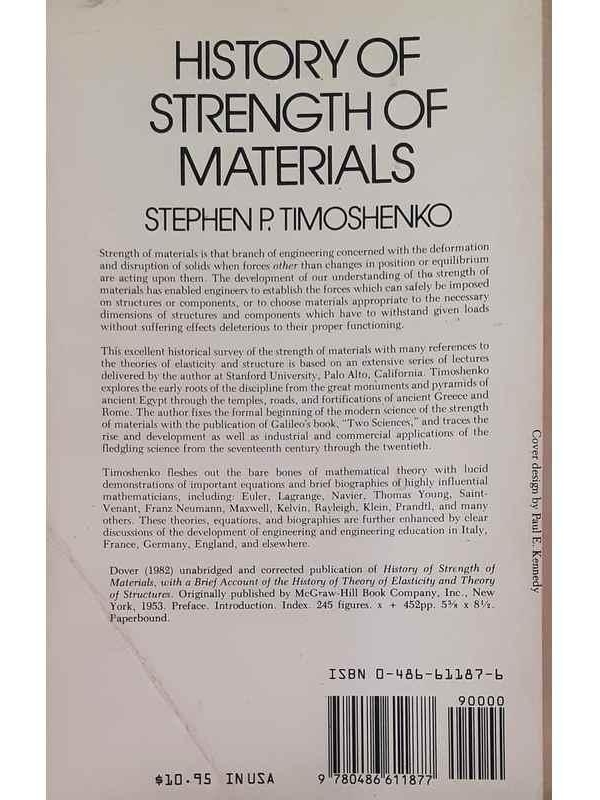 HISTORY OF
STRENGTH OF
MATERIALS
STEPHEN P. TIMOSHENKO
Strength of materials is that branch of engineering concerned with the deformation
and disruption of solids when forces other than changes in position or equilibrium
are acting upon them. The development of our understanding of the strength of
materials has enabled engineers to establish the forces which can safely be imposed
on structures or components, or to choose materials appropriate to the necessary
dimensions of structures and components which have to withstand given loads
without suffering effects deleterious to their proper functioning.
This excellent historical survey of the strength of materials with many references to
the theories of elasticity and structure is based on an extensive series of lectures
delivered by the author at Stanford University, Palo Alto, California. Timoshenko
explores the early roots of the discipline from the great monuments and pyramids of
ancient Egypt through the temples, roads, and fortifications of ancient Greece and
Rome. The author fixes the formal beginning of the modern science of the strength
of materials with the publication of Galileo's book, "Two Sciences," and traces the
rise and development as well as industrial and commercial applications of the
fledgling science from the seventeenth century through the twentieth.
Timoshenko fleshes out the bare bones of mathematical theory with lucid
demonstrations of important equations and brief biographies of highly influential
mathematicians, including: Euler, Lagrange, Navier, Thomas Young, Saint-
Venant, Franz Neumann, Maxwell, Kelvin, Rayleigh, Klein, Prandtl, and many
others. These theories, equations, and biographies are further enhanced by clear
discussions of the development of engineering and engineering education in Italy,
France, Germany, England, and elsewhere.
Dover (1982) unabridged and corrected publication of History of Strength of
Materials, with a Brief Account of the History of Theory of Elasticity and Theory
of Structures. Originally published by McGraw-Hill Book Company, Inc., New
York, 1953. Preface. Introduction. Index. 245 figures. x + 452pp. 5⅜ x 8½.
Paperbound.
Cover design by Paul E. Kennedy
ISBN 0-486-61187-6
90000
9 780486 611877
$10.95 IN USA